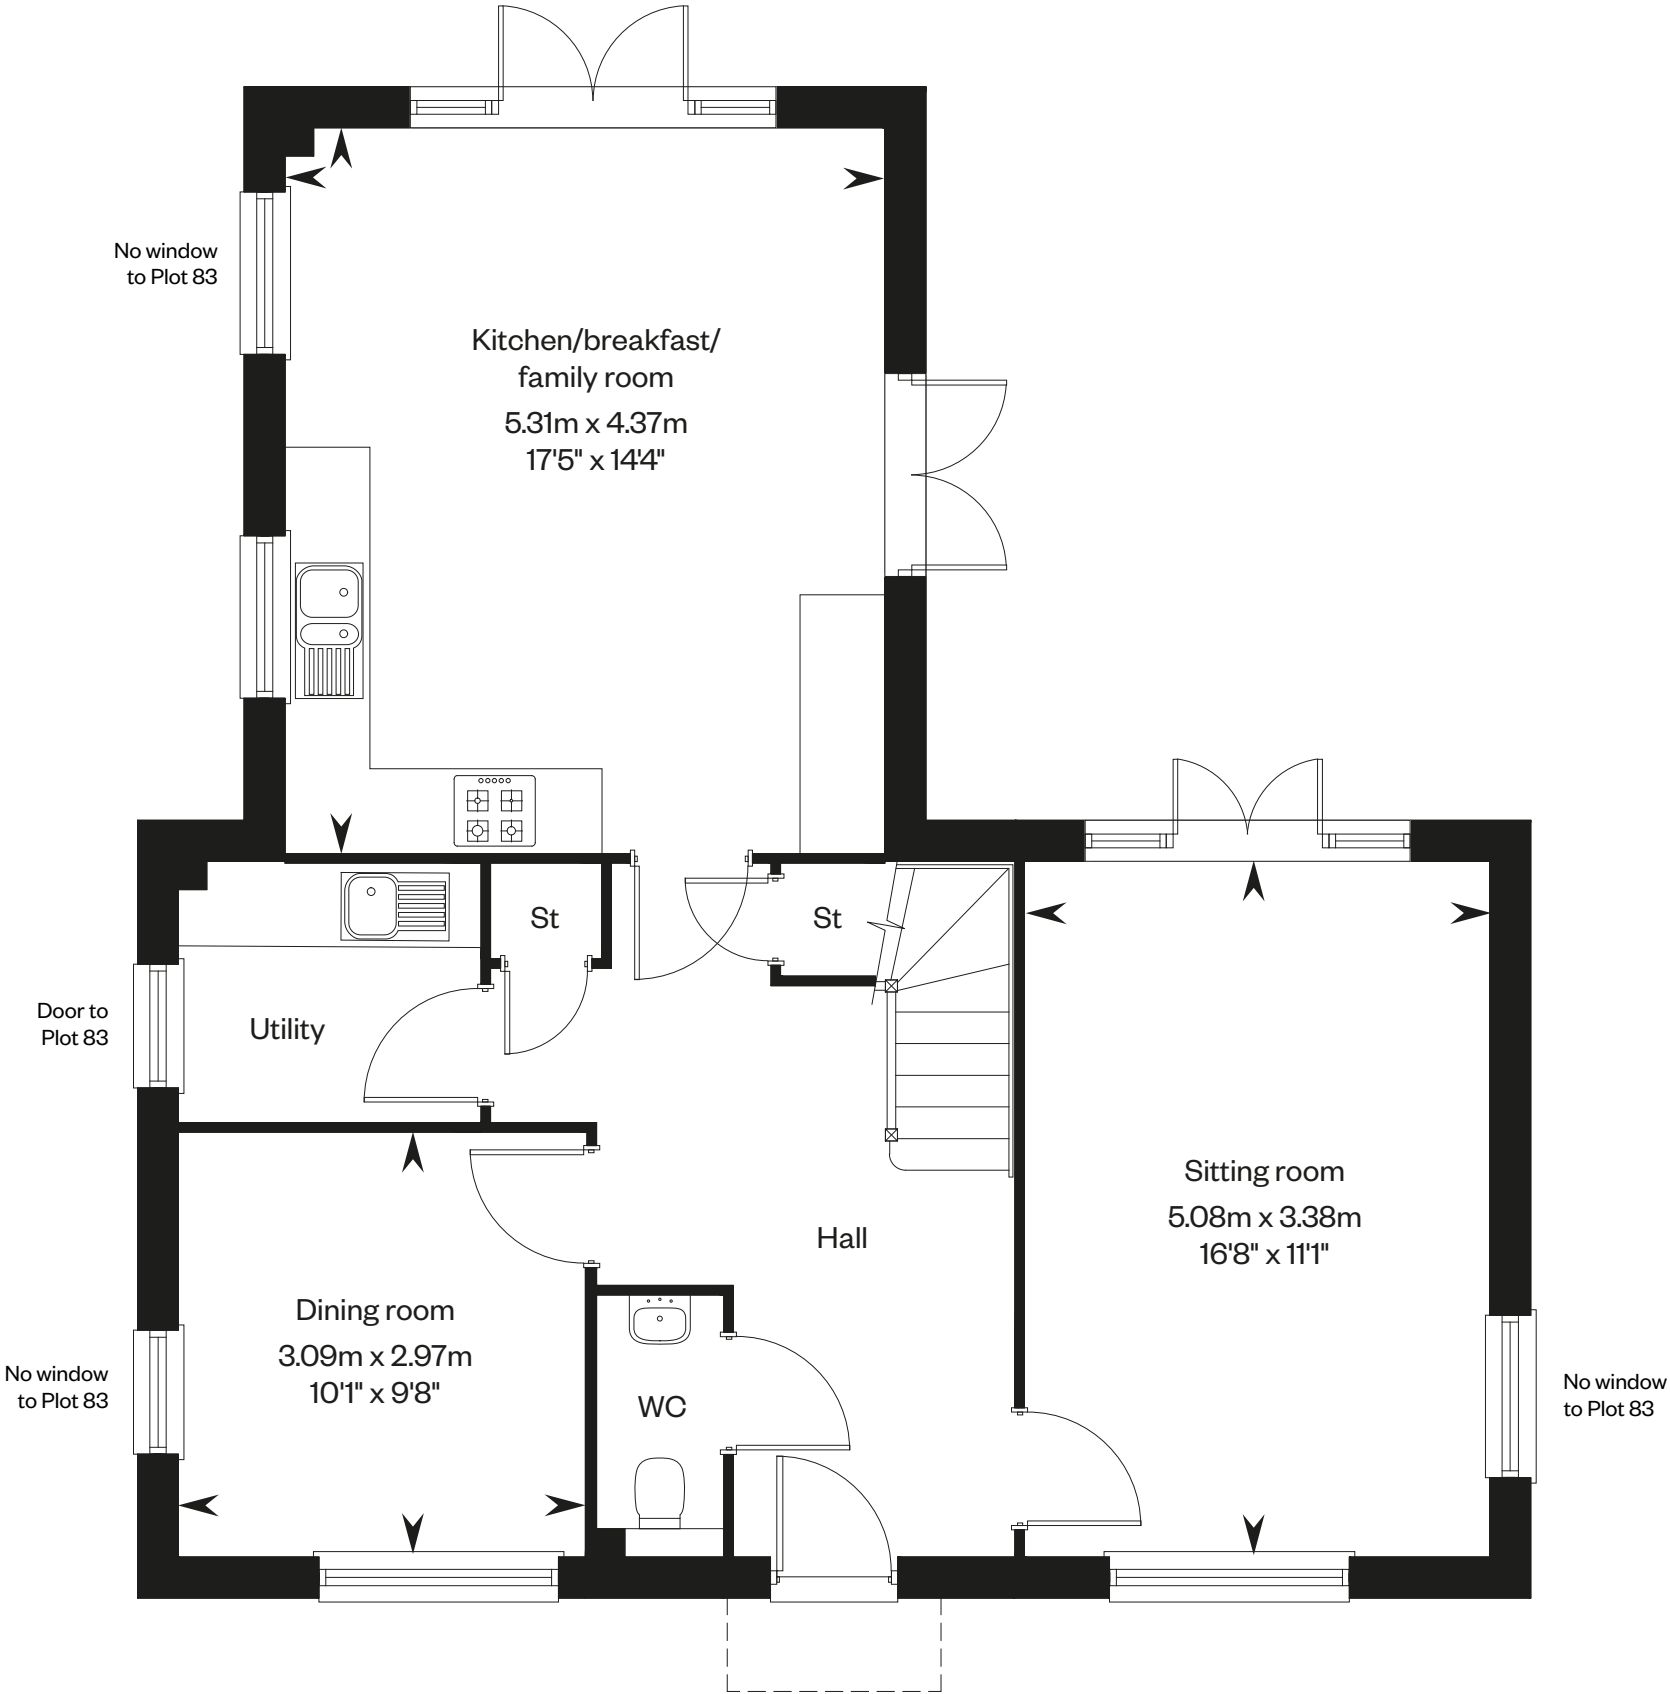 No window
to Plot 83
Kitchen/breakfast/
family room
5.31m x 4.37m
17'5" x 14'4"
St
St
Door to
Plot 83
Utility
Sitting room
5.08m x 3.38m
16'8" x 11'1"
Hall
Dining room
3.09m x 2.97m
10'1" x 9'8"
No window
to Plot 83
WC
No window
to Plot 83